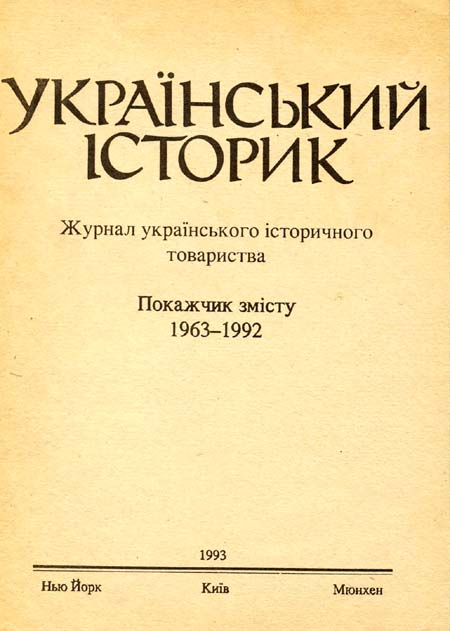 УКРАЇНСЬКИЙ
ІСТОРИК
Журнал українського історичного
товариства
Покажчик змісту
1963–1992
1993
Нью Йорк Київ Мюнхен